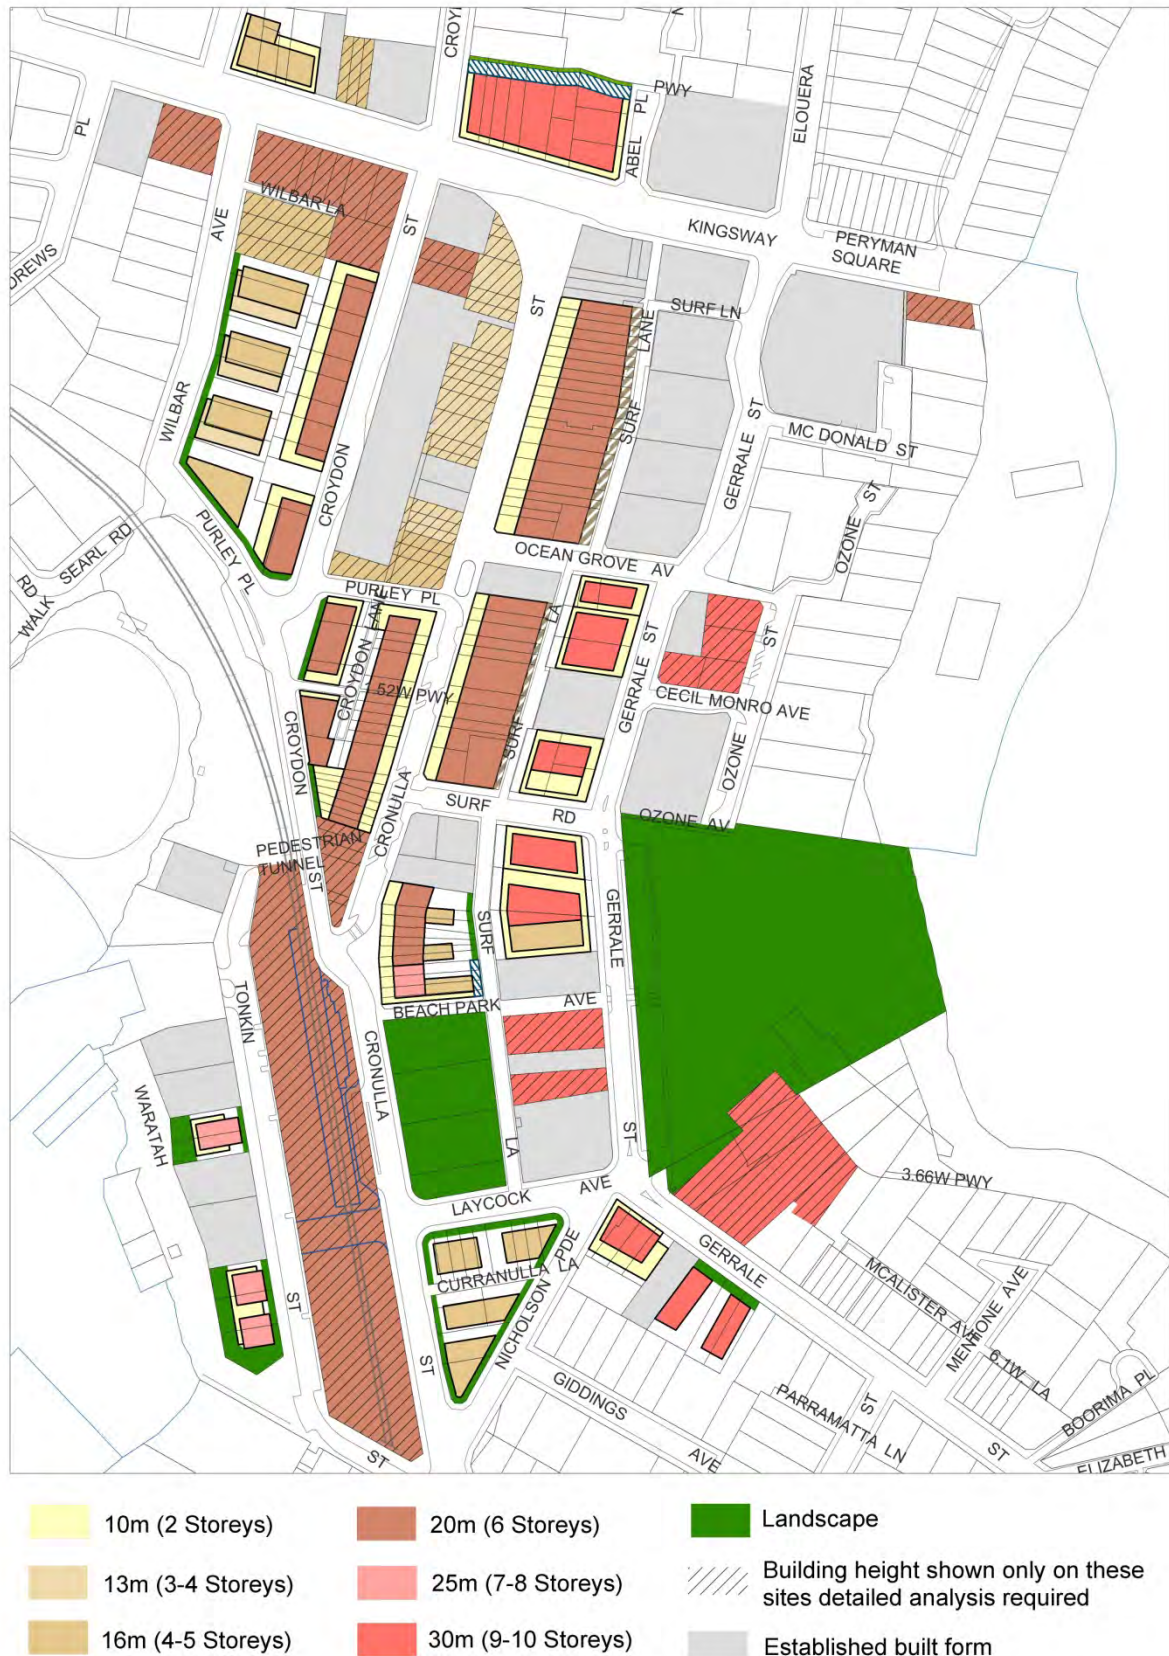 CROYD
CROY
PWY
ABEL PL
ELOUERA
PL
WILBAR LA
AVE
ST
KINGSWAY
PERYMAN
SQUARE
DREWS
ST
SURF LN
SURF LANE
WILBAR
CROYDON
GERRALE ST
MC DONALD ST
SEARL RD
PURLEY PL
OZONE ST
RD
WALK
OCEAN GROVE AV
PURLEY PL
CROYDON LANE
LA
ST
ST
52W PWY
GERRALE
CECIL MONRO AVE
CROYDON
SURF
OZONE
CRONULLA
SURF
RD
OZONE AV
PEDESTRIAN
TUNNEL
ST
SURF
GERRALE
TONKIN
BEACH PARK
AVE
CRONULLA
WARATAH
LA
ST
3.66W PWY
LAYCOCK
AVE
CURRANULLA LA
PDE
NICHOLSON
GERRALE
MCALISTER AVE
MENTONE AVE
ST
ST
6.1W LA
GIDDINGS
AVE
PARRAMATTA LN
ST
BOORIMA PL
ST
ST
ELIZABETH
10m (2 Storeys)
20m (6 Storeys)
Landscape
13m (3-4 Storeys)
25m (7-8 Storeys)
Building height shown only on these
sites detailed analysis required
16m (4-5 Storeys)
30m (9-10 Storeys)
Established built form